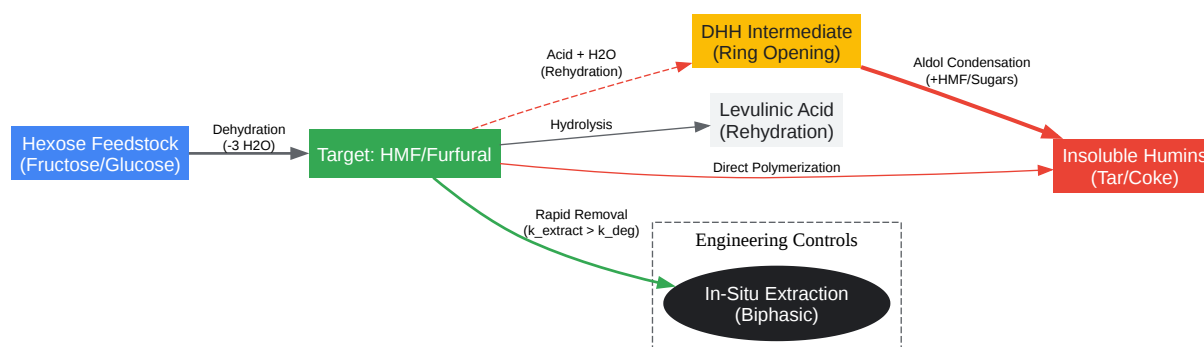 Hexose Feedstock
(Fructose/Glucose)
Dehydration
(-3 H2O)
Target: HMF/Furfural
Acid + H2O
(Rehydration)
DHH Intermediate
(Ring Opening)
Aldol Condensation
(+HMF/Sugars)
Hydrolysis
Levulinic Acid
(Rehydration)
Direct Polymerization
Insoluble Humins
(Tar/Coke)
Rapid Removal
(k_extract > k_deg)
Engineering Controls
In-Situ Extraction
(Biphasic)